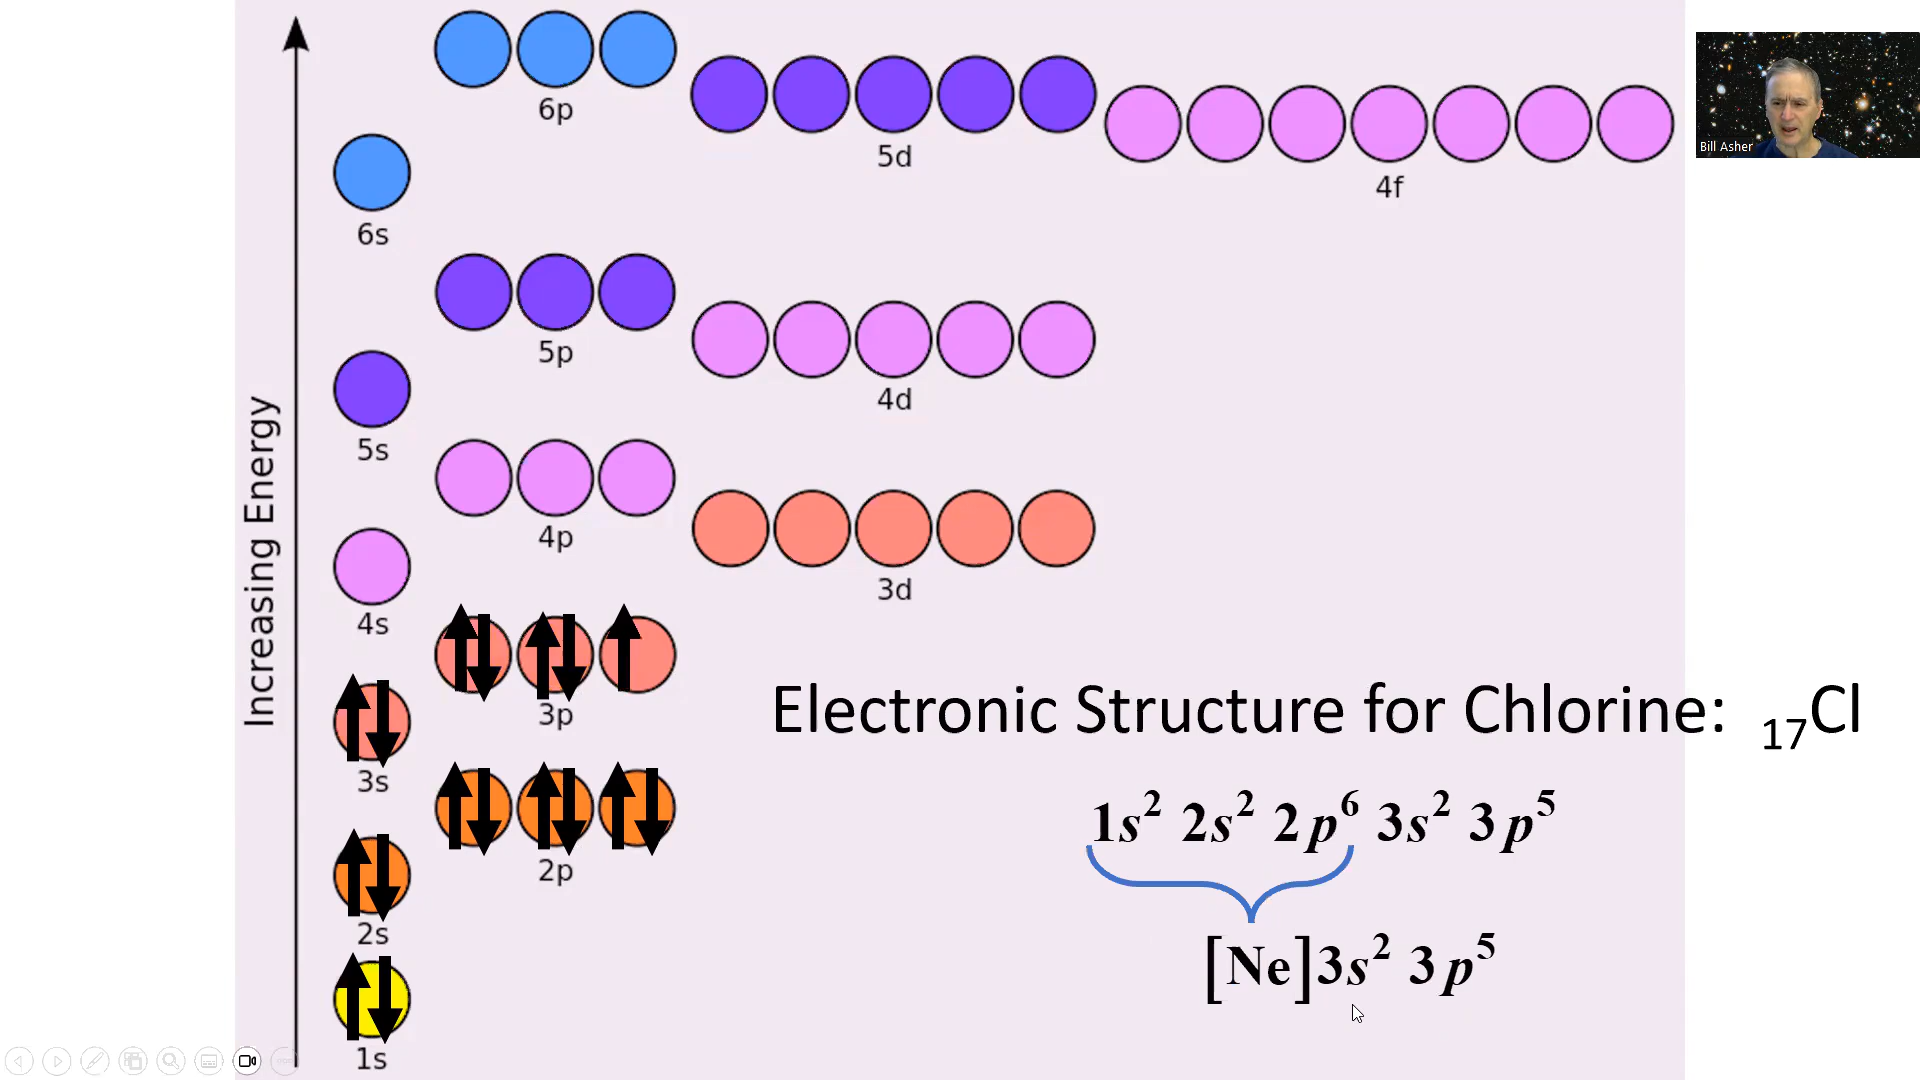 6p
5d
4f
6s
5p
4d
5s
4p
3d
4s
3p
3s
2p
2s
1s
Increasing Energy
Electronic Structure for Chlorine: ₁₇Cl
1s² 2s² 2p⁶ 3s² 3p⁵
[Ne]3s² 3p⁵
Bill Asher